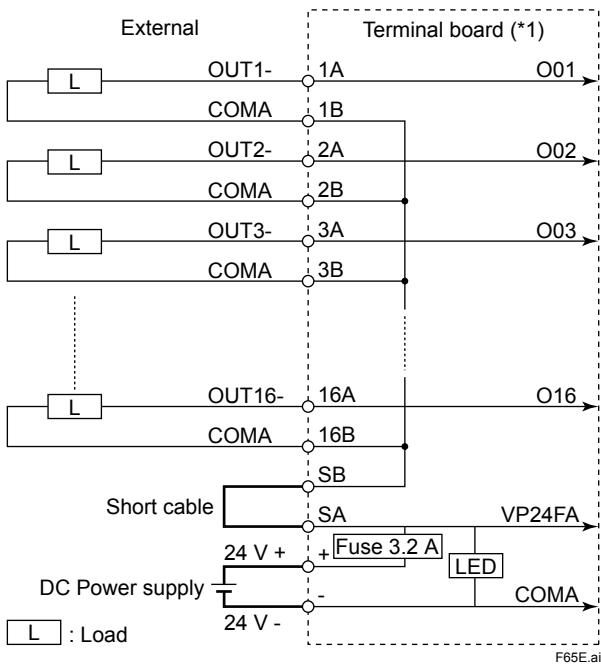 External Terminal board (*1)
OUT1- 1A O01
L
COMA 1B
OUT2- 2A O02
L
COMA 2B
OUT3- 3A O03
L
COMA 3B
OUT16- 16A O16
L
COMA 16B
SB
Short cable
SA VP24FA
24 V + + Fuse 3.2 A
LED
DC Power supply
- COMA
24 V -
L : Load
F65E.ai